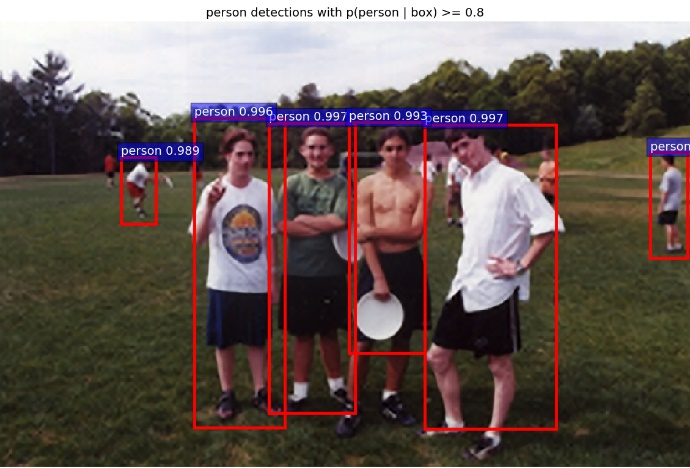 person detections with p(person | box) >= 0.8
person 0.996
person 0.997
person 0.993
person 0.997
person 0.989
person